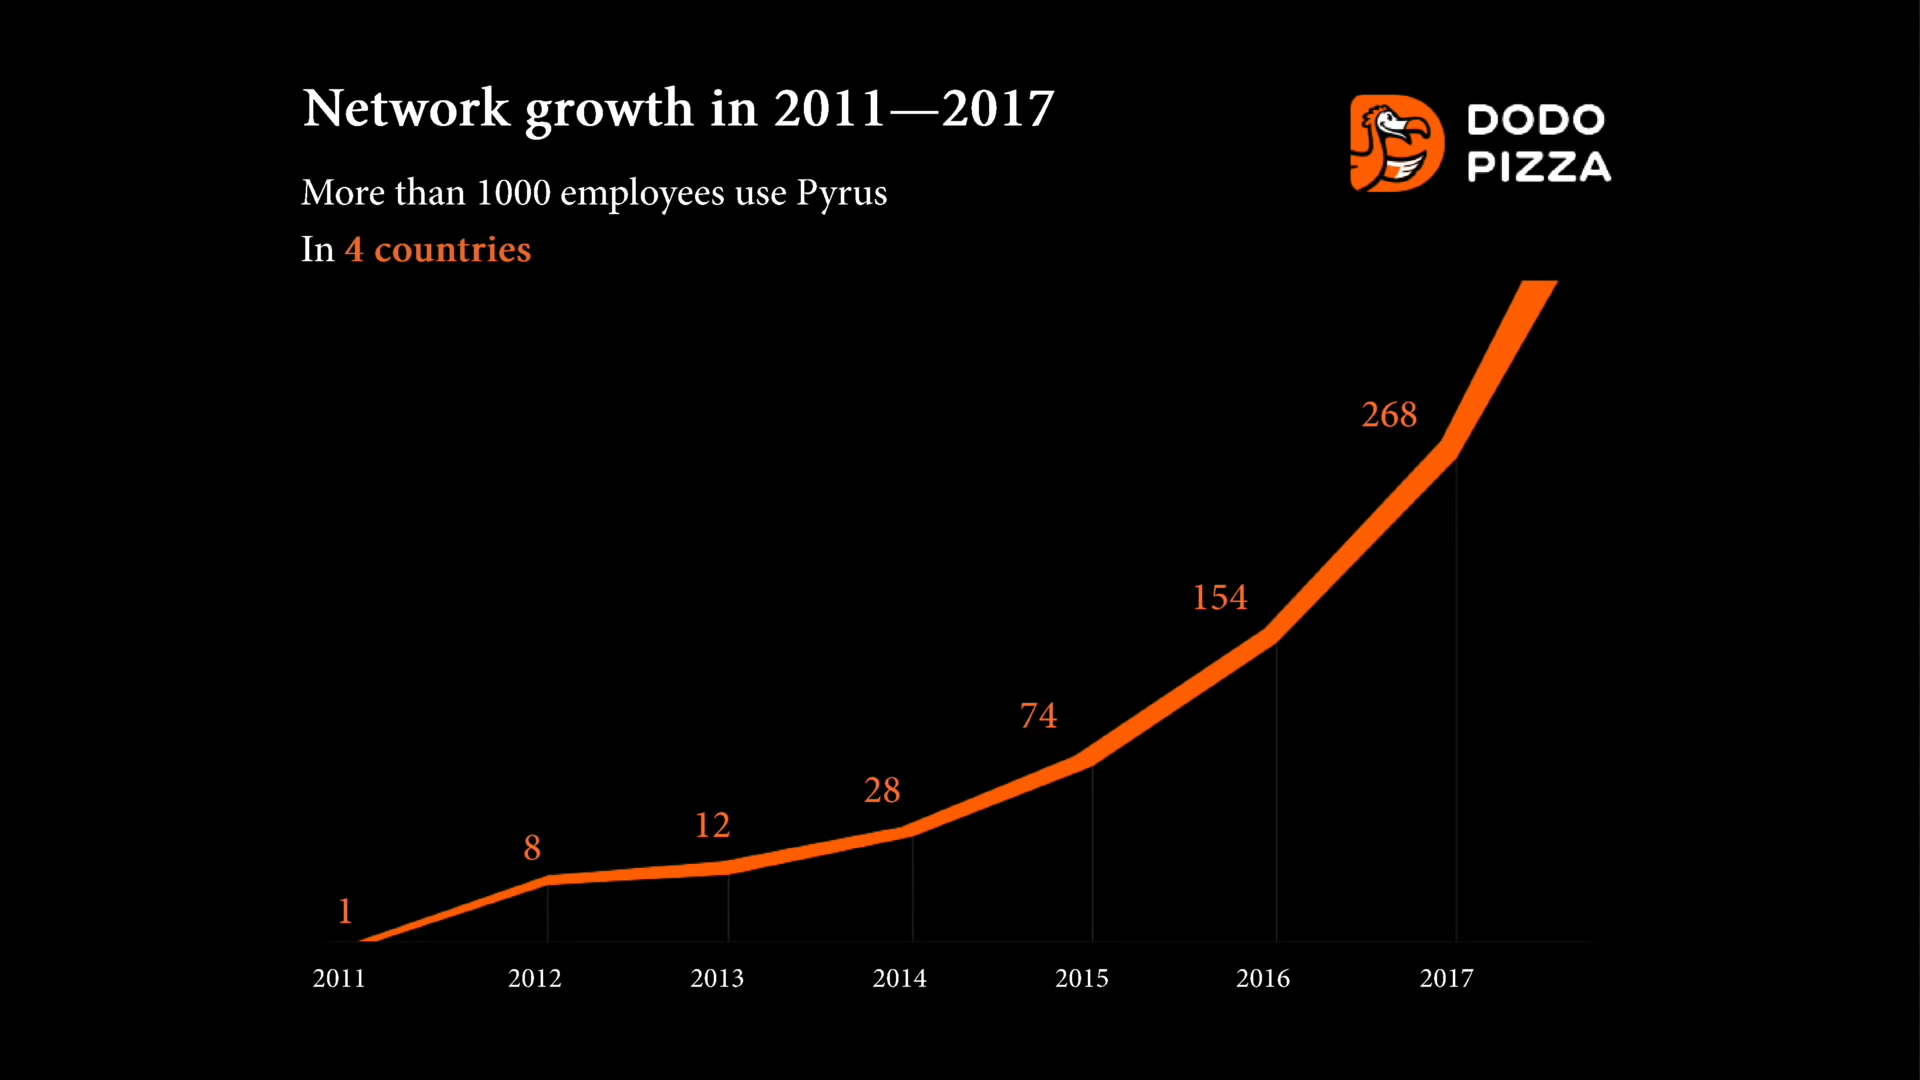 Network growth in 2011—2017
DODO
PIZZA
More than 1000 employees use Pyrus
In 4 countries
268
154
74
28
12
8
1
2011 2012 2013 2014 2015 2016 2017